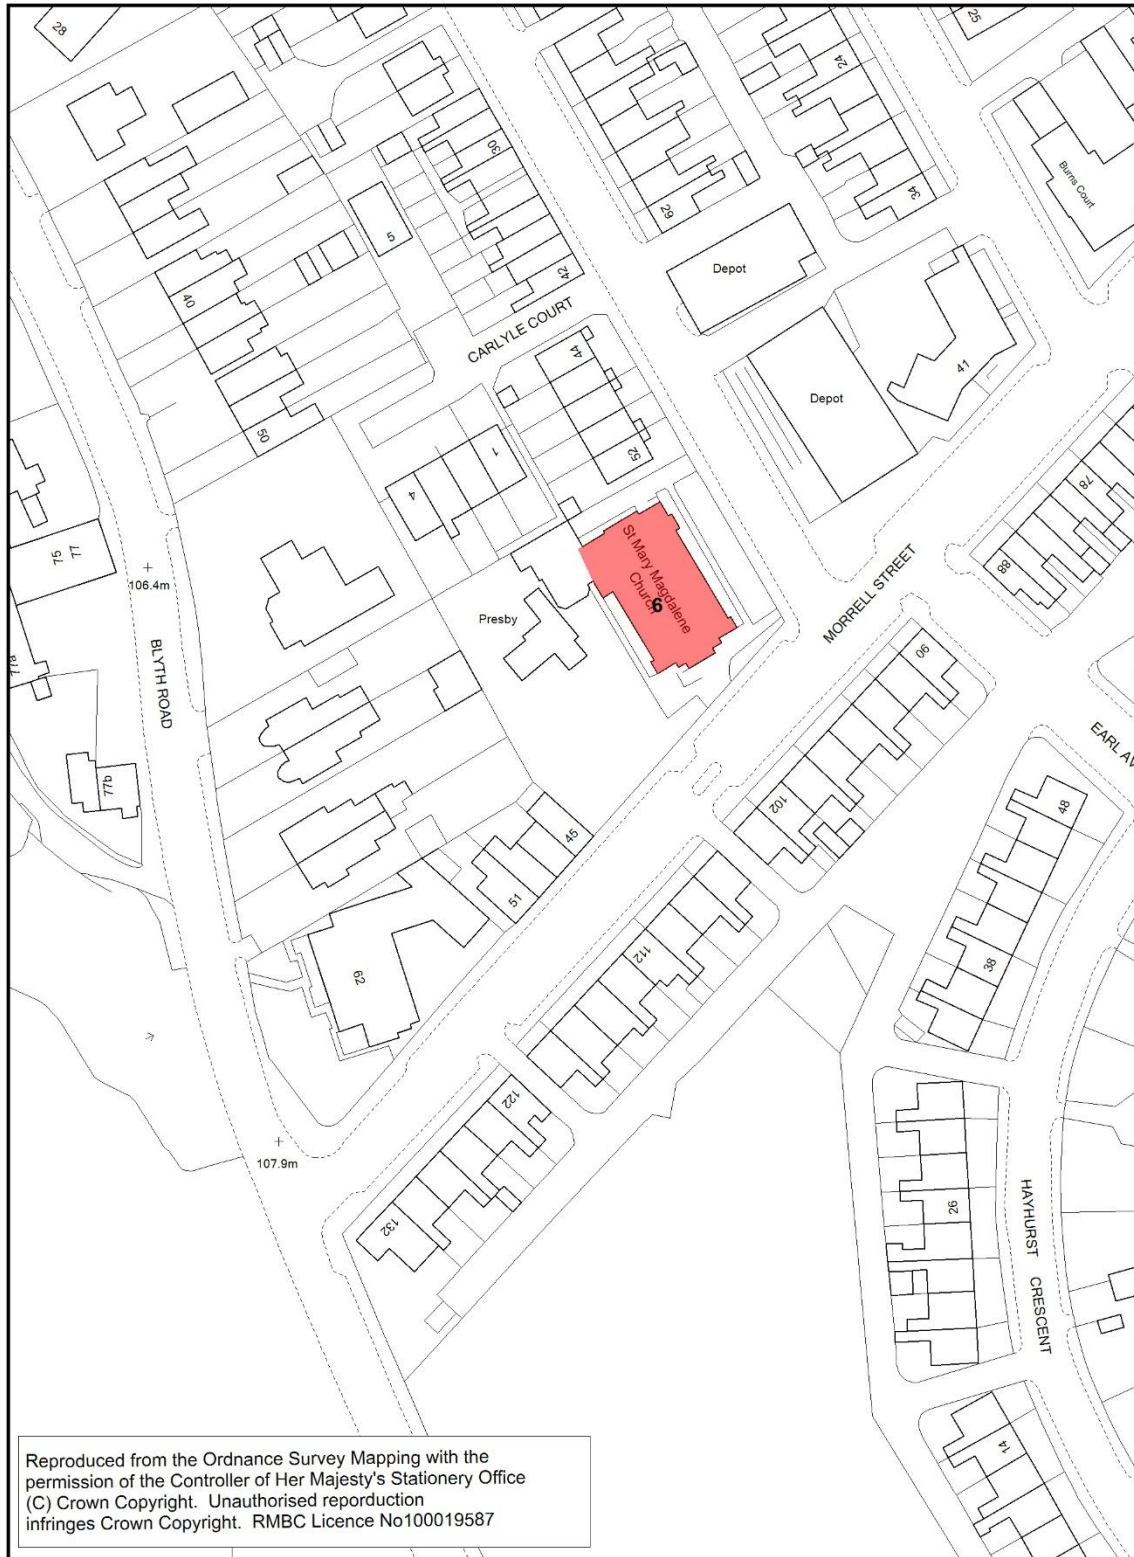 28
25
24
30
Burns Court
5
29
34
40
42
Depot
CARLYLE COURT
44
41
Depot
50
1
52
78
4
St Mary Magdalene
Church
6
77
75
88
106.4m
Presby
MORRELL STREET
90
77a
BLYTH ROAD
EARL AV
77b
102
48
45
51
112
38
62
122
107.9m
132
26
HAYHURST CRESCENT
14
Reproduced from the Ordnance Survey Mapping with the
permission of the Controller of Her Majesty's Stationery Office
(C) Crown Copyright. Unauthorised reporduction
infringes Crown Copyright. RMBC Licence No100019587